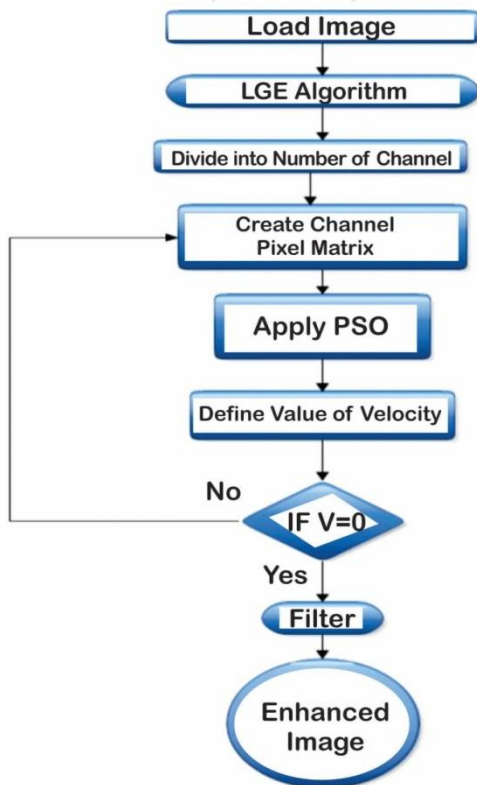 Load Image
LGE Algorithm
Divide into Number of Channel
Create Channel
Pixel Matrix
Apply PSO
Define Value of Velocity
No
IF V=0
Yes
Filter
Enhanced
Image